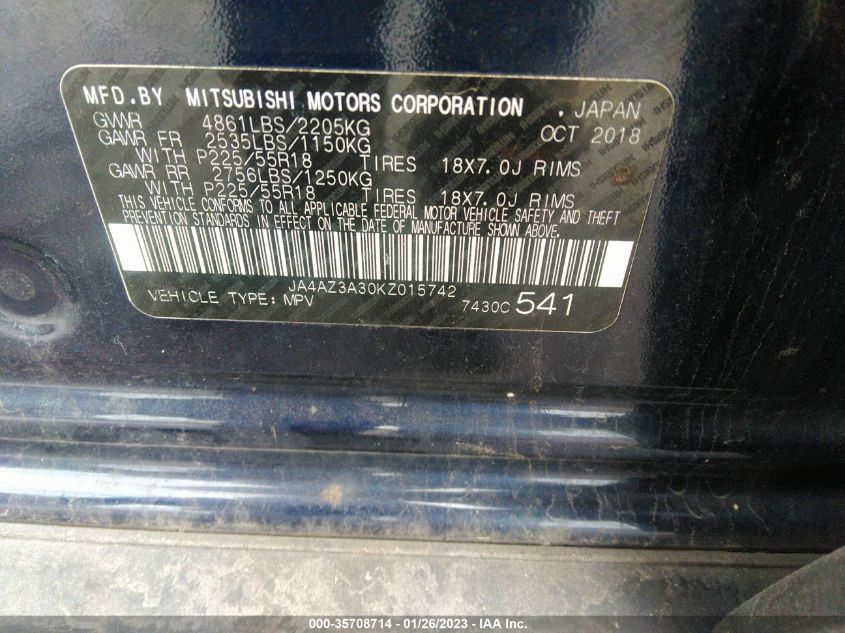 MFD.BY MITSUBISHI MOTORS CORPORATION . JAPAN
GVWR 4861LBS/2205KG OCT 2018
GAWR FR 2535LBS/1150KG
WITH P225/55R18 TIRES 18X7.0J RIMS
GAWR RR 2756LBS/1250KG
WITH P225/55R18 TIRES 18X7.0J RIMS
THIS VEHICLE CONFORMS TO ALL APPLICABLE FEDERAL MOTOR VEHICLE SAFETY AND THEFT
PREVENTION STANDARDS IN EFFECT ON THE DATE OF MANUFACTURE SHOWN ABOVE.
JA4AZ3A30KZ015742
VEHICLE TYPE: MPV 7430C 541
000-35708714 - 01/26/2023 - IAA Inc.